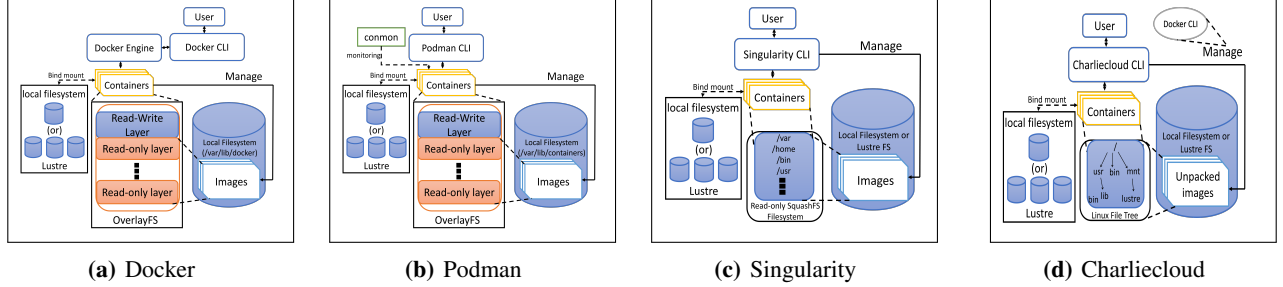 User
Docker Engine
Docker CLI
Bind mount
Containers
Manage
local filesystem
(or)
Lustre
Read-Write
Layer
Read-only layer
Read-only layer
OverlayFS
Local Filesystem
(/var/lib/docker)
Images
(a) Docker
User
conmon
Podman CLI
monitoring
Bind mount
Containers
Manage
local filesystem
(or)
Lustre
Read-Write
Layer
Read-only layer
Read-only layer
OverlayFS
Local Filesystem
(/var/lib/containers)
Images
(b) Podman
User
Singularity CLI
Manage
Bind mount
Containers
local filesystem
(or)
Lustre
/var
/home
/bin
/usr
Read-only SquashFS
Filesystem
Local Filesystem or
Lustre FS
Images
(c) Singularity
User
Docker CLI
Manage
Charliecloud CLI
Bind mount
Containers
local filesystem
(or)
Lustre
/
usr bin mnt
bin lib lustre
Linux File Tree
Local Filesystem or
Lustre FS
Unpacked
images
(d) Charliecloud